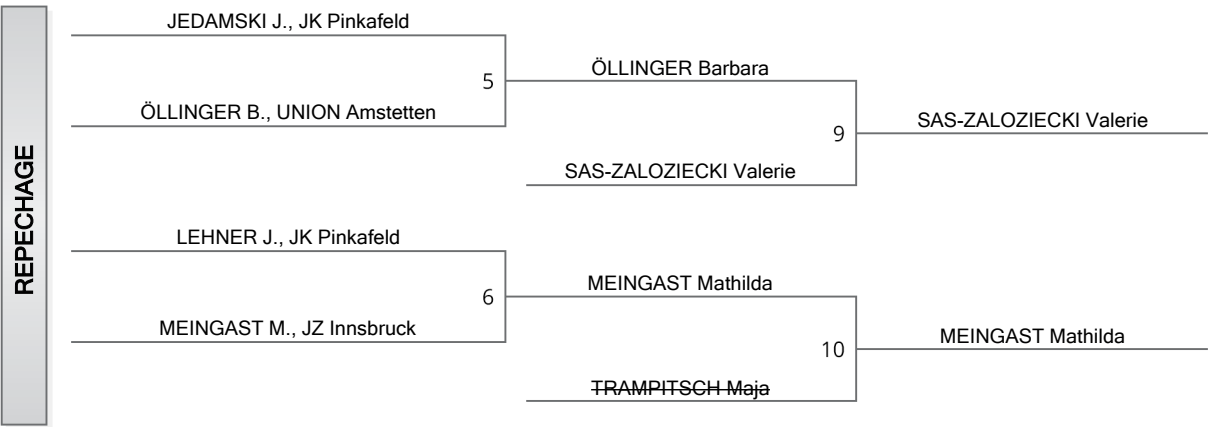 REPECHAGE
JEDAMSKI J., JK Pinkafeld
5
ÖLLINGER B., UNION Amstetten
ÖLLINGER Barbara
9
SAS-ZALOZIECKI Valerie
SAS-ZALOZIECKI Valerie
LEHNER J., JK Pinkafeld
6
MEINGAST M., JZ Innsbruck
MEINGAST Mathilda
10
TRAMPITSCH Maja
MEINGAST Mathilda